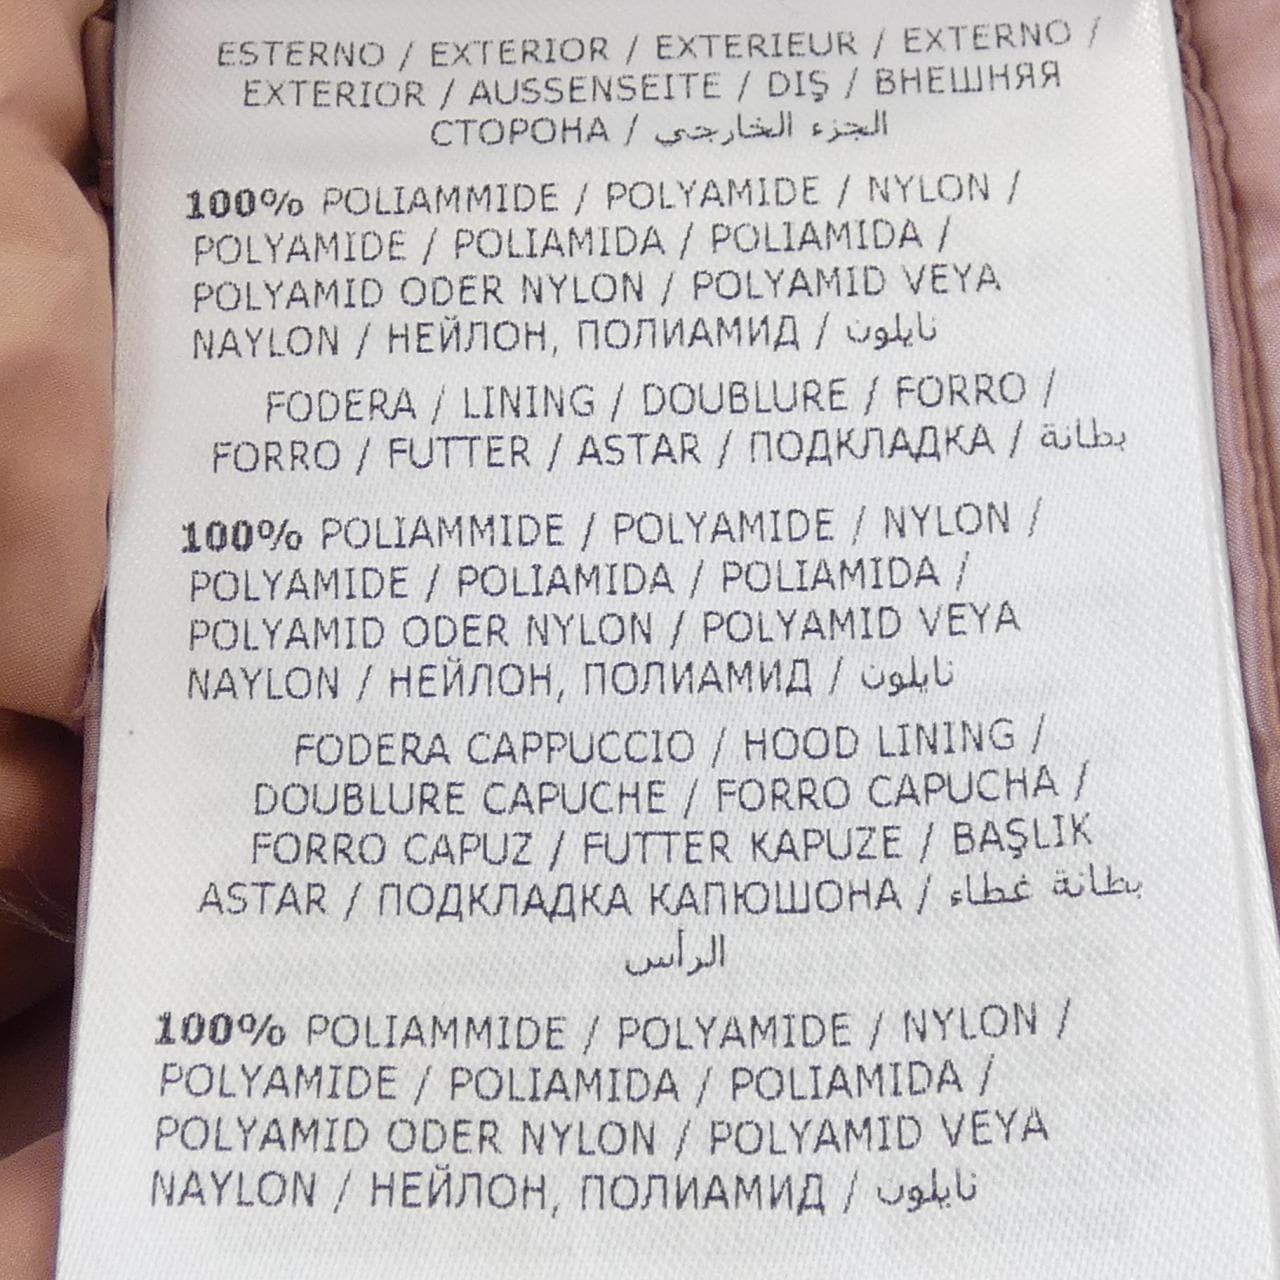 ESTERNO / EXTERIOR / EXTERIEUR / EXTERNO /
EXTERIOR / AUSSENSEITE / DIŞ / ВНЕШНЯЯ
СТОРОНА / الجزء الخارجي
100% POLIAMMIDE / POLYAMIDE / NYLON /
POLYAMIDE / POLIAMIDA / POLIAMIDA /
POLYAMID ODER NYLON / POLYAMID VEYA
NAYLON / НЕЙЛОН, ПОЛИАМИД / نايلون
FODERA / LINING / DOUBLURE / FORRO /
FORRO / FUTTER / ASTAR / ПОДКЛАДКА / بطانة
100% POLIAMMIDE / POLYAMIDE / NYLON /
POLYAMIDE / POLIAMIDA / POLIAMIDA /
POLYAMID ODER NYLON / POLYAMID VEYA
NAYLON / НЕЙЛОН, ПОЛИАМИД / نايلون
FODERA CAPPUCCIO / HOOD LINING /
DOUBLURE CAPUCHE / FORRO CAPUCHA /
FORRO CAPUZ / FUTTER KAPUZE / BAŞLIK
ASTAR / ПОДКЛАДКА КАПЮШОНА / بطانة غطاء
الرأس
100% POLIAMMIDE / POLYAMIDE / NYLON /
POLYAMIDE / POLIAMIDA / POLIAMIDA /
POLYAMID ODER NYLON / POLYAMID VEYA
NAYLON / НЕЙЛОН, ПОЛИАМИД / نايلون